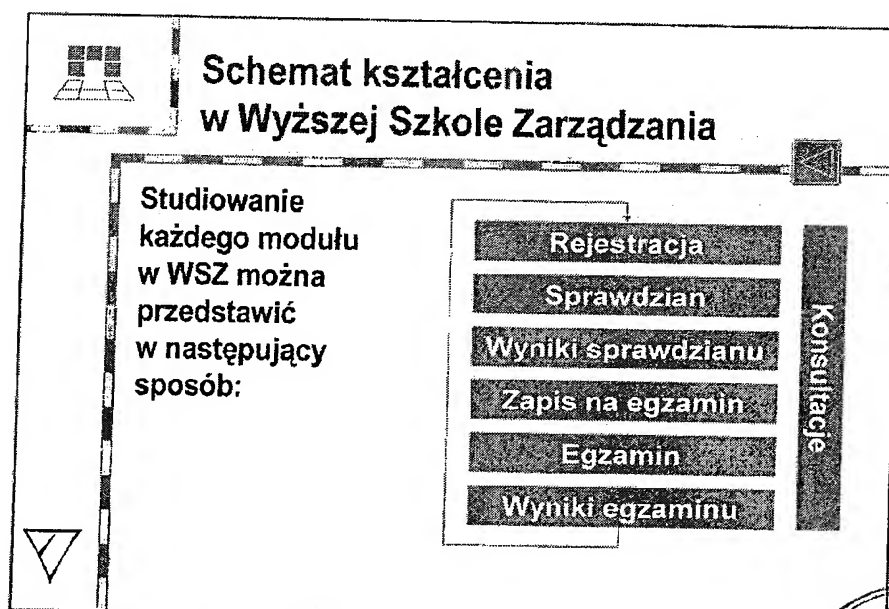 Schemat kształcenia
w Wyższej Szkole Zarządzania
Studiowanie
każdego modułu
w WSZ można
przedstawić
w następujący
sposób:
Rejestracja
Sprawdzian
Wyniki sprawdzianu
Zapis na egzamin
Egzamin
Wyniki egzaminu
Konsultacje